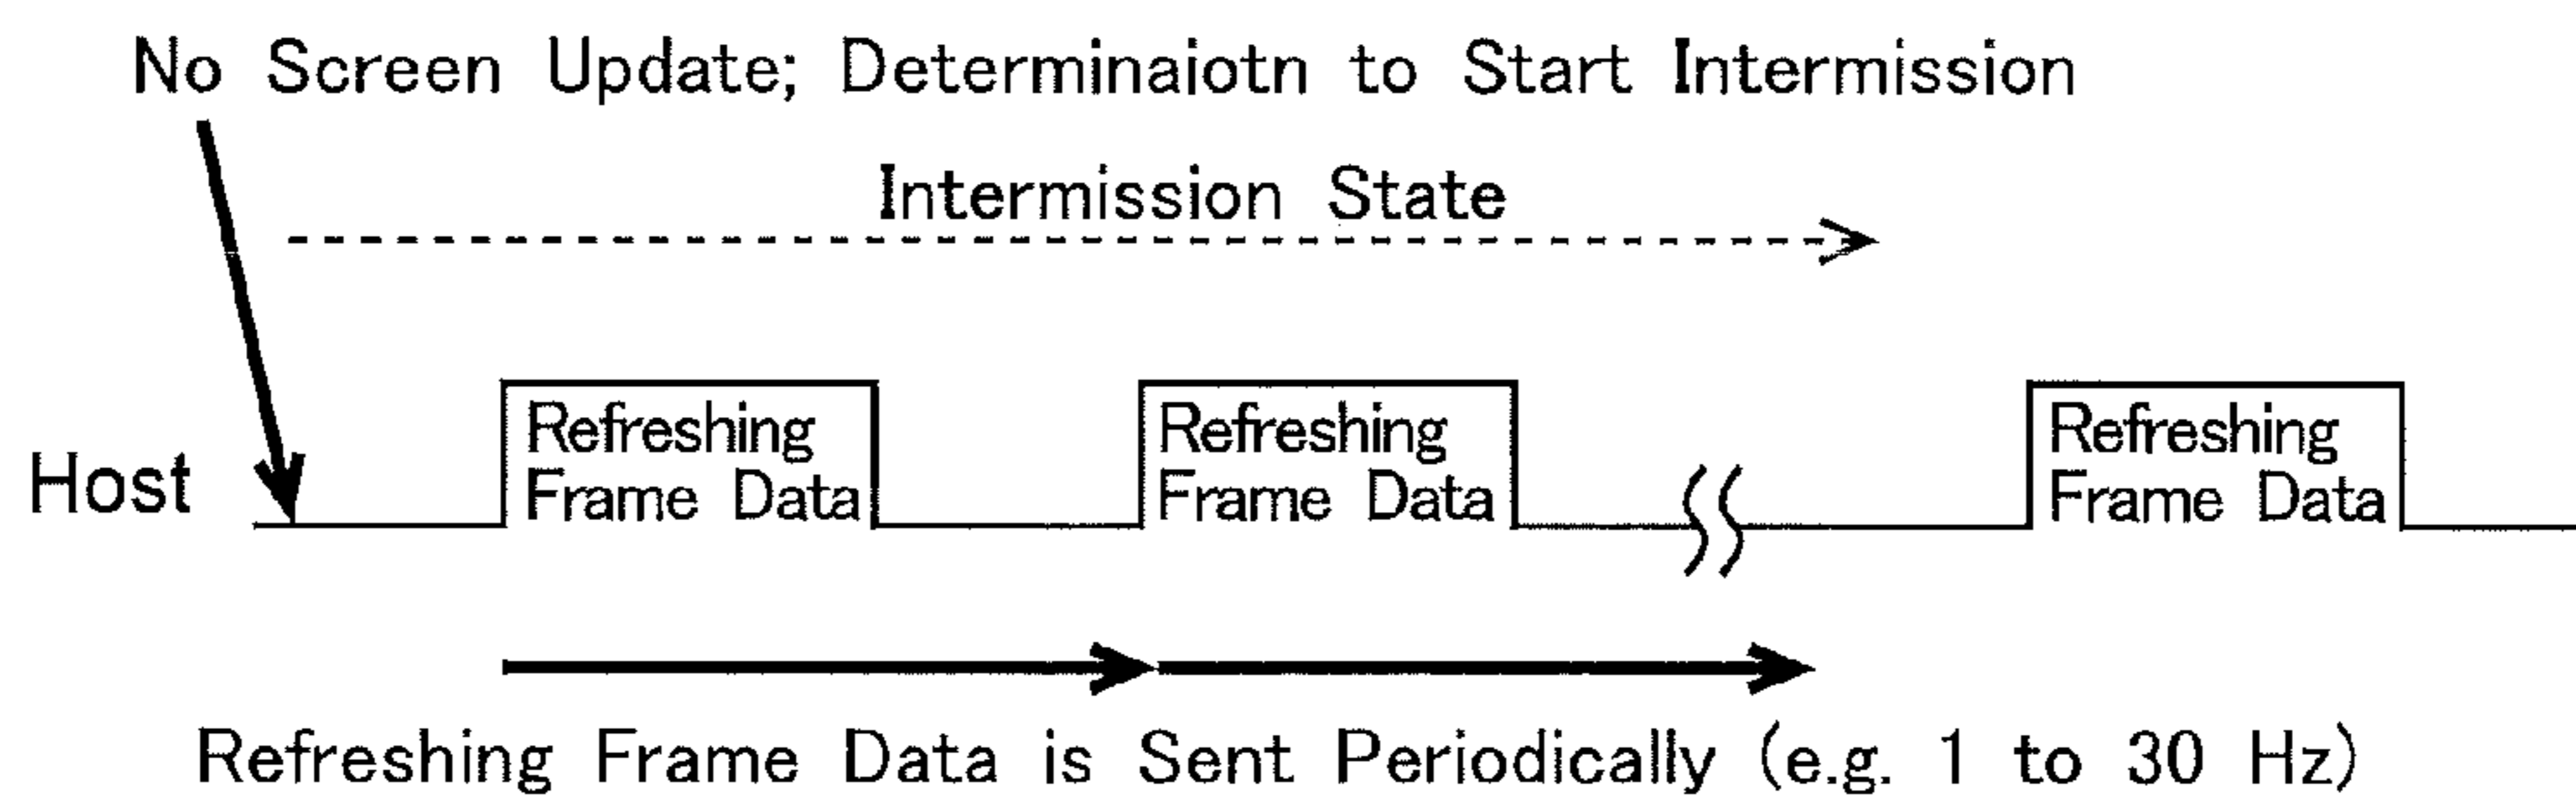 No Screen Update; Determinaiotn to Start Intermission
Intermission State
Host
Refreshing
Frame Data
Refreshing
Frame Data
Refreshing
Frame Data
Refreshing Frame Data is Sent Periodically (e.g. 1 to 30 Hz)